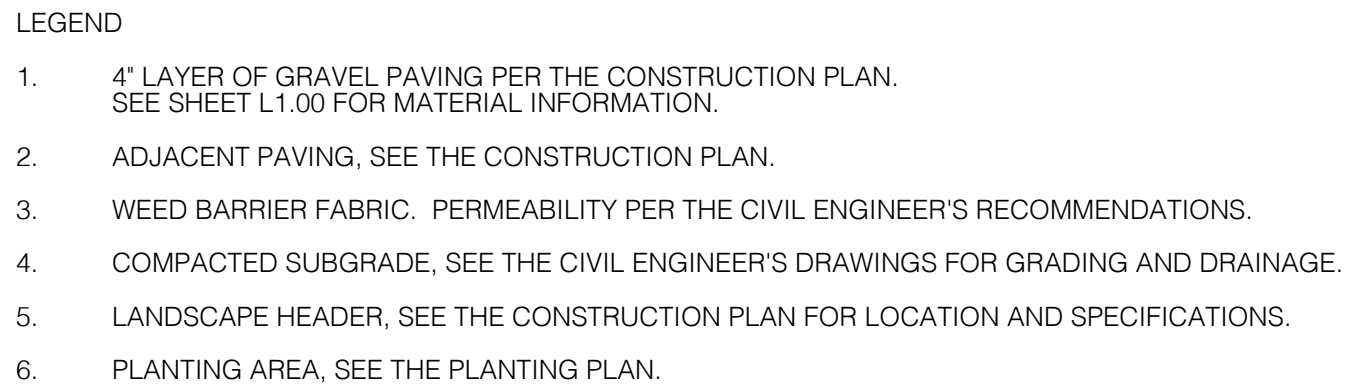 LEGEND
1. 4" LAYER OF GRAVEL PAVING PER THE CONSTRUCTION PLAN.
SEE SHEET L1.00 FOR MATERIAL INFORMATION.
2. ADJACENT PAVING, SEE THE CONSTRUCTION PLAN.
3. WEED BARRIER FABRIC.  PERMEABILITY PER THE CIVIL ENGINEER'S RECOMMENDATIONS.
4. COMPACTED SUBGRADE, SEE THE CIVIL ENGINEER'S DRAWINGS FOR GRADING AND DRAINAGE.
5. LANDSCAPE HEADER, SEE THE CONSTRUCTION PLAN FOR LOCATION AND SPECIFICATIONS.
6. PLANTING AREA, SEE THE PLANTING PLAN.